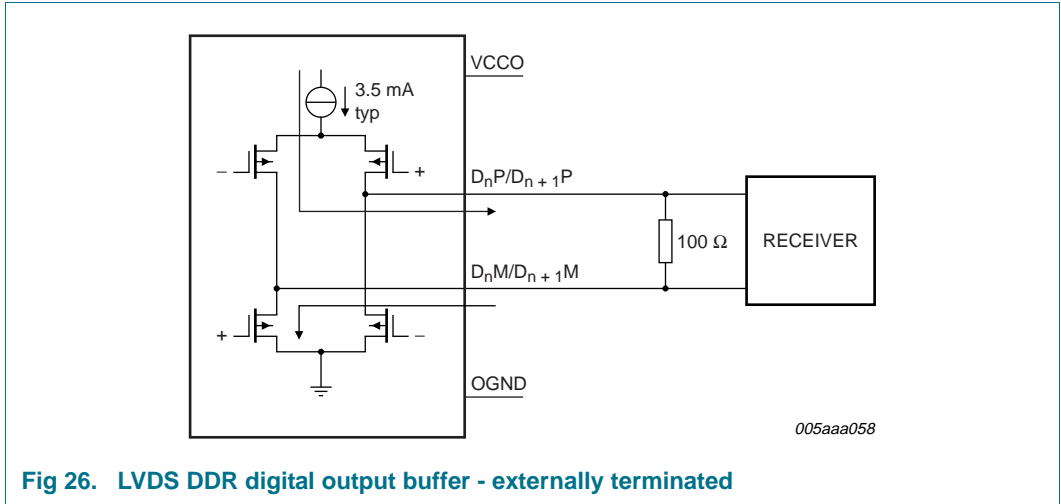 VCCO
3.5 mA
typ
− +
DnP/Dn + 1P
100 Ω
RECEIVER
DnM/Dn + 1M
+ −
OGND
005aaa058
Fig 26. LVDS DDR digital output buffer - externally terminated